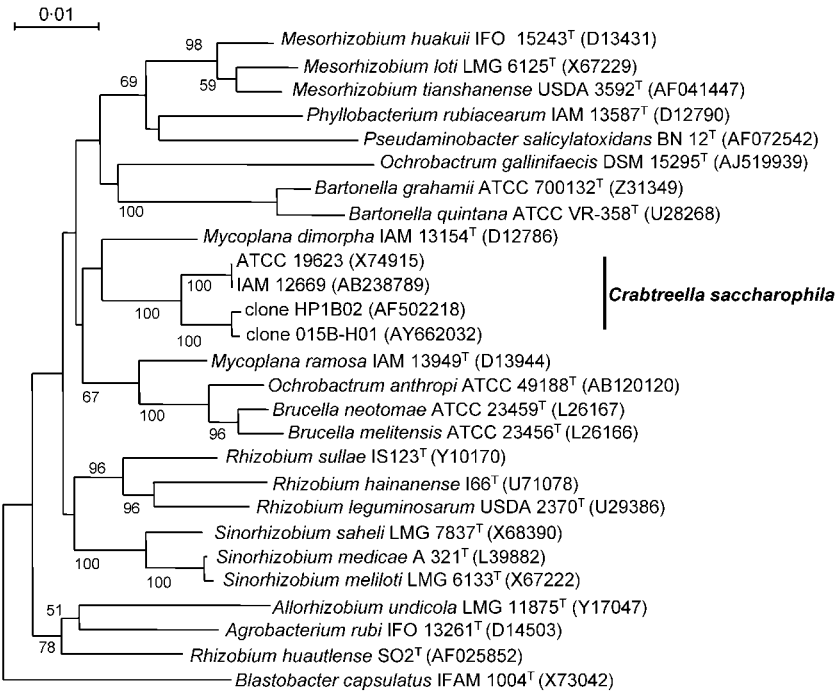 0·01
98
Mesorhizobium huakuii IFO 15243T (D13431)
Mesorhizobium loti LMG 6125T (X67229)
69
59
Mesorhizobium tianshanense USDA 3592T (AF041447)
Phyllobacterium rubiacearum IAM 13587T (D12790)
Pseudaminobacter salicylatoxidans BN 12T (AF072542)
Ochrobactrum gallinifaecis DSM 15295T (AJ519939)
Bartonella grahamii ATCC 700132T (Z31349)
100
Bartonella quintana ATCC VR-358T (U28268)
Mycoplana dimorpha IAM 13154T (D12786)
ATCC 19623 (X74915)
100
IAM 12669 (AB238789)
Crabtreella saccharophila
100
clone HP1B02 (AF502218)
100
clone 015B-H01 (AY662032)
Mycoplana ramosa IAM 13949T (D13944)
Ochrobactrum anthropi ATCC 49188T (AB120120)
67
100
Brucella neotomae ATCC 23459T (L26167)
96
Brucella melitensis ATCC 23456T (L26166)
Rhizobium sullae IS123T (Y10170)
96
Rhizobium hainanense I66T (U71078)
96
Rhizobium leguminosarum USDA 2370T (U29386)
Sinorhizobium saheli LMG 7837T (X68390)
100
Sinorhizobium medicae A 321T (L39882)
100
Sinorhizobium meliloti LMG 6133T (X67222)
51
Allorhizobium undicola LMG 11875T (Y17047)
Agrobacterium rubi IFO 13261T (D14503)
78
Rhizobium huautlense SO2T (AF025852)
Blastobacter capsulatus IFAM 1004T (X73042)